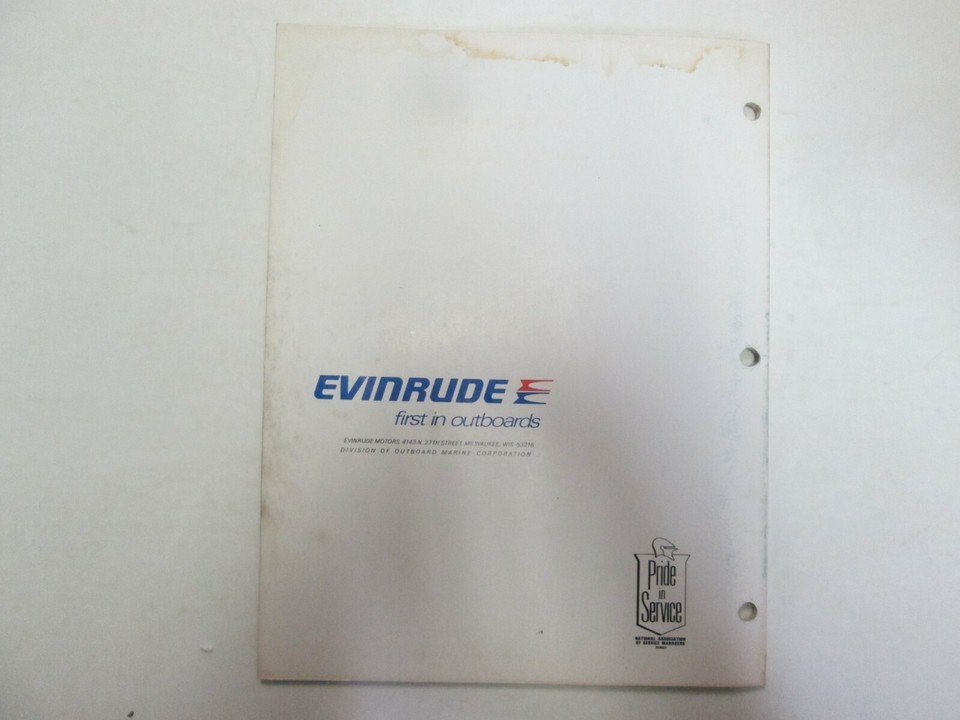 EVINRUDE
first in outboards
EVINRUDE MOTORS, 4143 N. 27TH STREET MILWAUKEE, WIS
DIVISION OF OUTBOARD MARINE CORPORATION
Pride
in
Service
NATIONAL ASSOCIATION
OF SERVICE MANAGERS